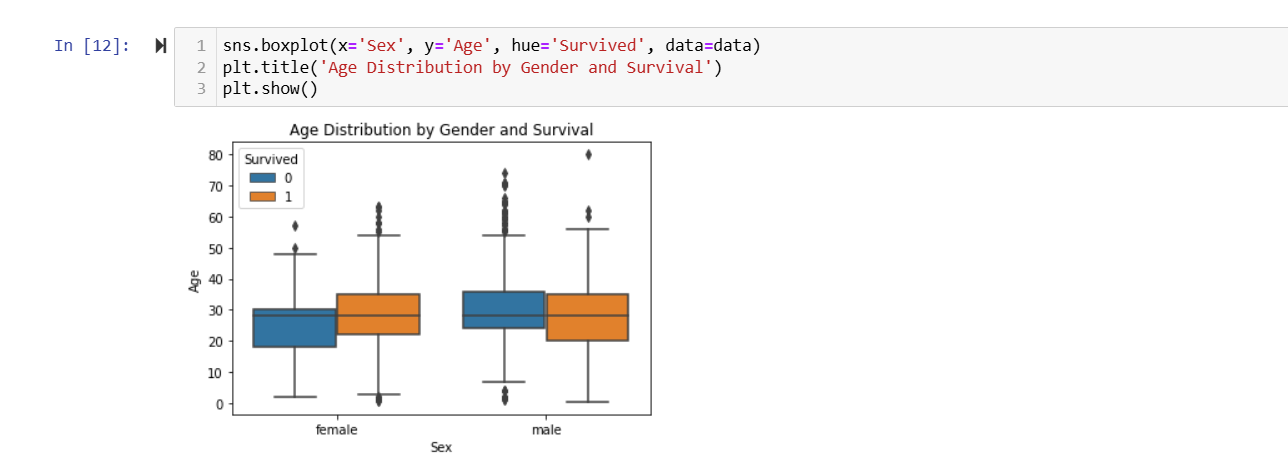 In [12]:
1 sns.boxplot(x='Sex', y='Age', hue='Survived', data=data)
2 plt.title('Age Distribution by Gender and Survival')
3 plt.show()
Age Distribution by Gender and Survival
Survived
0
1
80
70
60
50
40
30
20
10
0
Age
female male
Sex